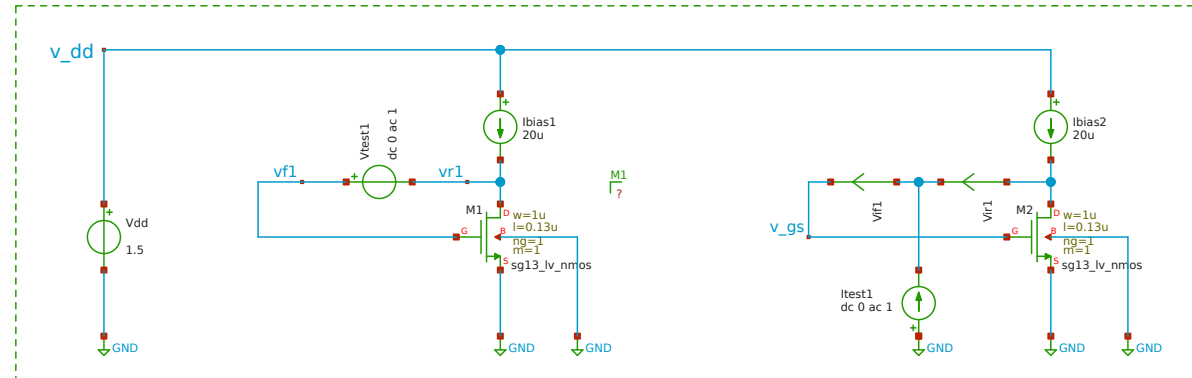 v_dd
Vdd
1.5
GND
vf1
Vtest1
dc 0 ac 1
+
vr1
Ibias1
20u
M1
D
G
B
S
w=1u
l=0.13u
ng=1
m=1
sg13_lv_nmos
GND
GND
M1
?
v_gs
Vif1
Vir1
Itest1
dc 0 ac 1
GND
Ibias2
20u
M2
D
G
B
S
w=1u
l=0.13u
ng=1
m=1
sg13_lv_nmos
GND
GND